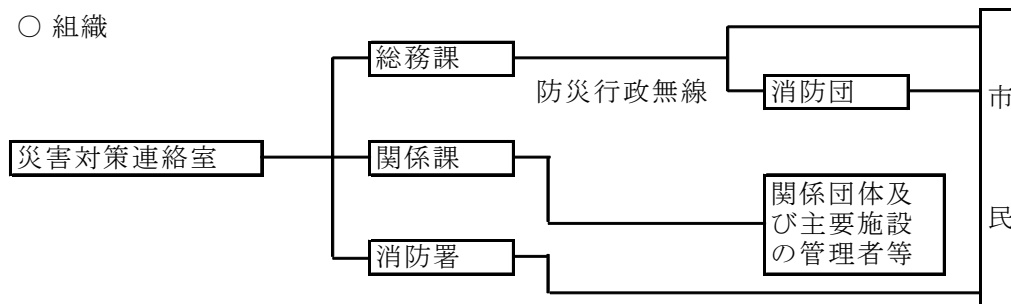 ○ 組織
総務課
防災行政無線
消防団
市民
災害対策連絡室
関係課
関係団体及
び主要施設
の管理者等
消防署